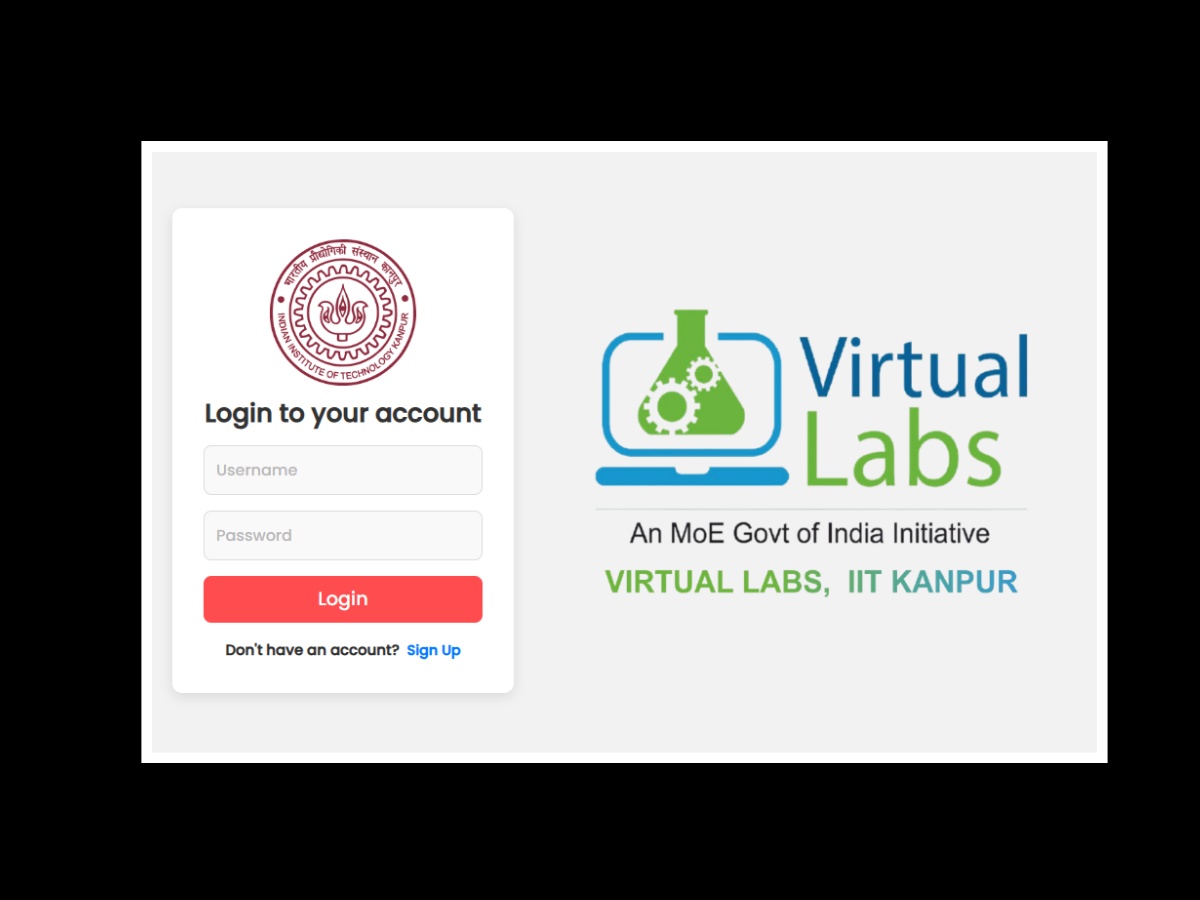 भारतीय प्रौद्योगिकी संस्थान कानपुर
INDIAN INSTITUTE OF TECHNOLOGY KANPUR
Login to your account
Username
Password
Login
Don't have an account? Sign Up
Virtual
Labs
An MoE Govt of India Initiative
VIRTUAL LABS, IIT KANPUR